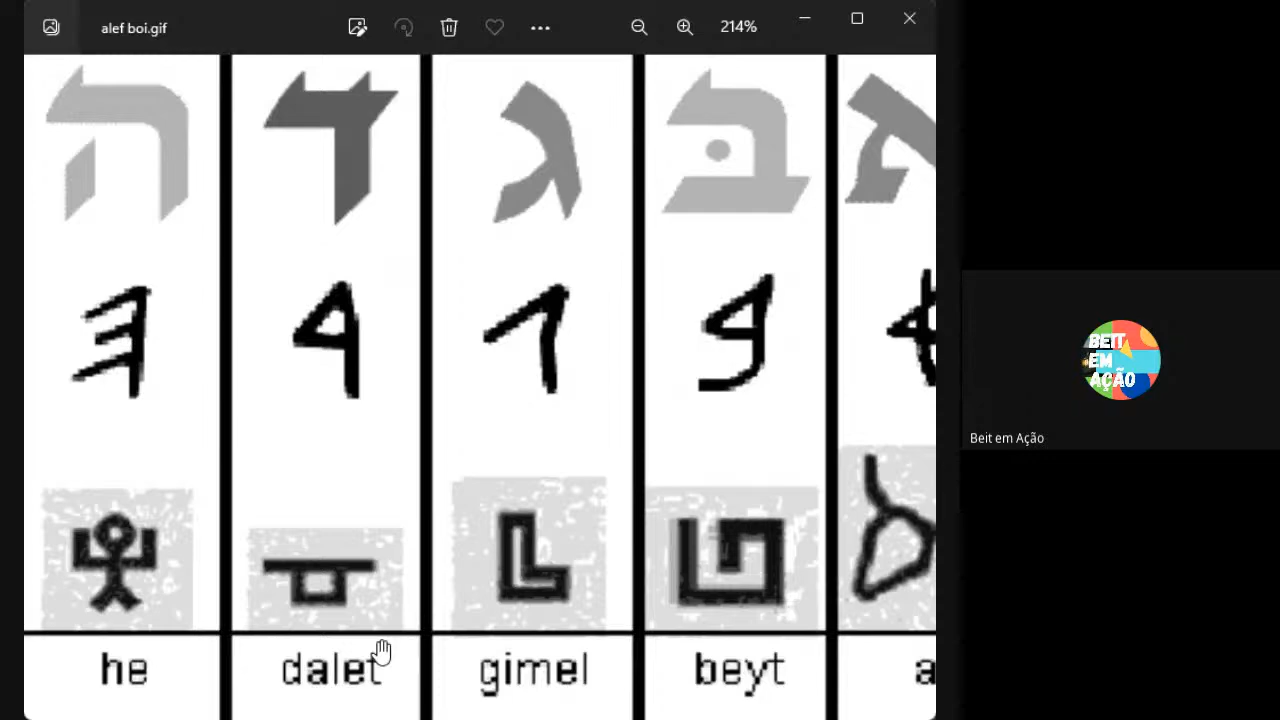 alef boi.gif
214%
ה ד ג בּ א
𐤄 𐤃 𐤂 𐤁
he dalet gimel beyt a
BEIT
EM
AÇÃO
Beit em Ação